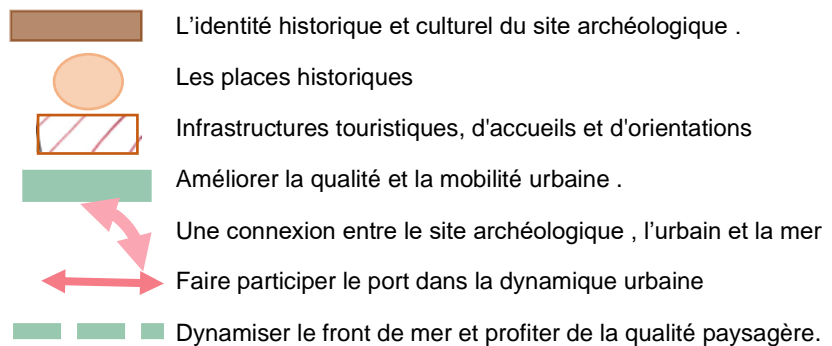 L'identité historique et culturel du site archéologique .
Les places historiques
Infrastructures touristiques, d'accueils et d'orientations
Améliorer la qualité et la mobilité urbaine .
Une connexion entre le site archéologique , l'urbain et la mer
Faire participer le port dans la dynamique urbaine
Dynamiser le front de mer et profiter de la qualité paysagère.